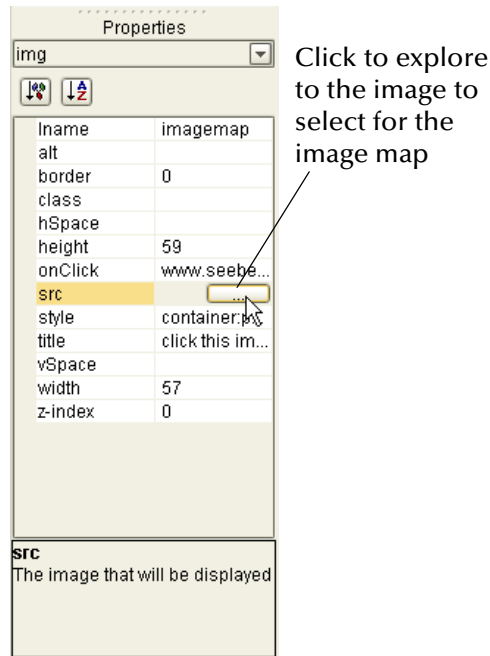 Properties
img
Click to explore
to the image to
select for the
image map
Iname imagemap
alt
border 0
class
hSpace
height 59
onClick www.seebe...
src ...
style
title click this im...
vSpace
width 57
z-index 0
src
The image that will be displayed